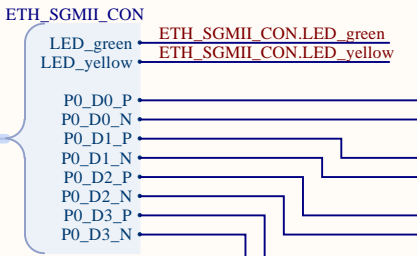 ETH_SGMII_CON
LED_green ETH_SGMII_CON.LED_green
LED_yellow ETH_SGMII_CON.LED_yellow
P0_D0_P
P0_D0_N
P0_D1_P
P0_D1_N
P0_D2_P
P0_D2_N
P0_D3_P
P0_D3_N